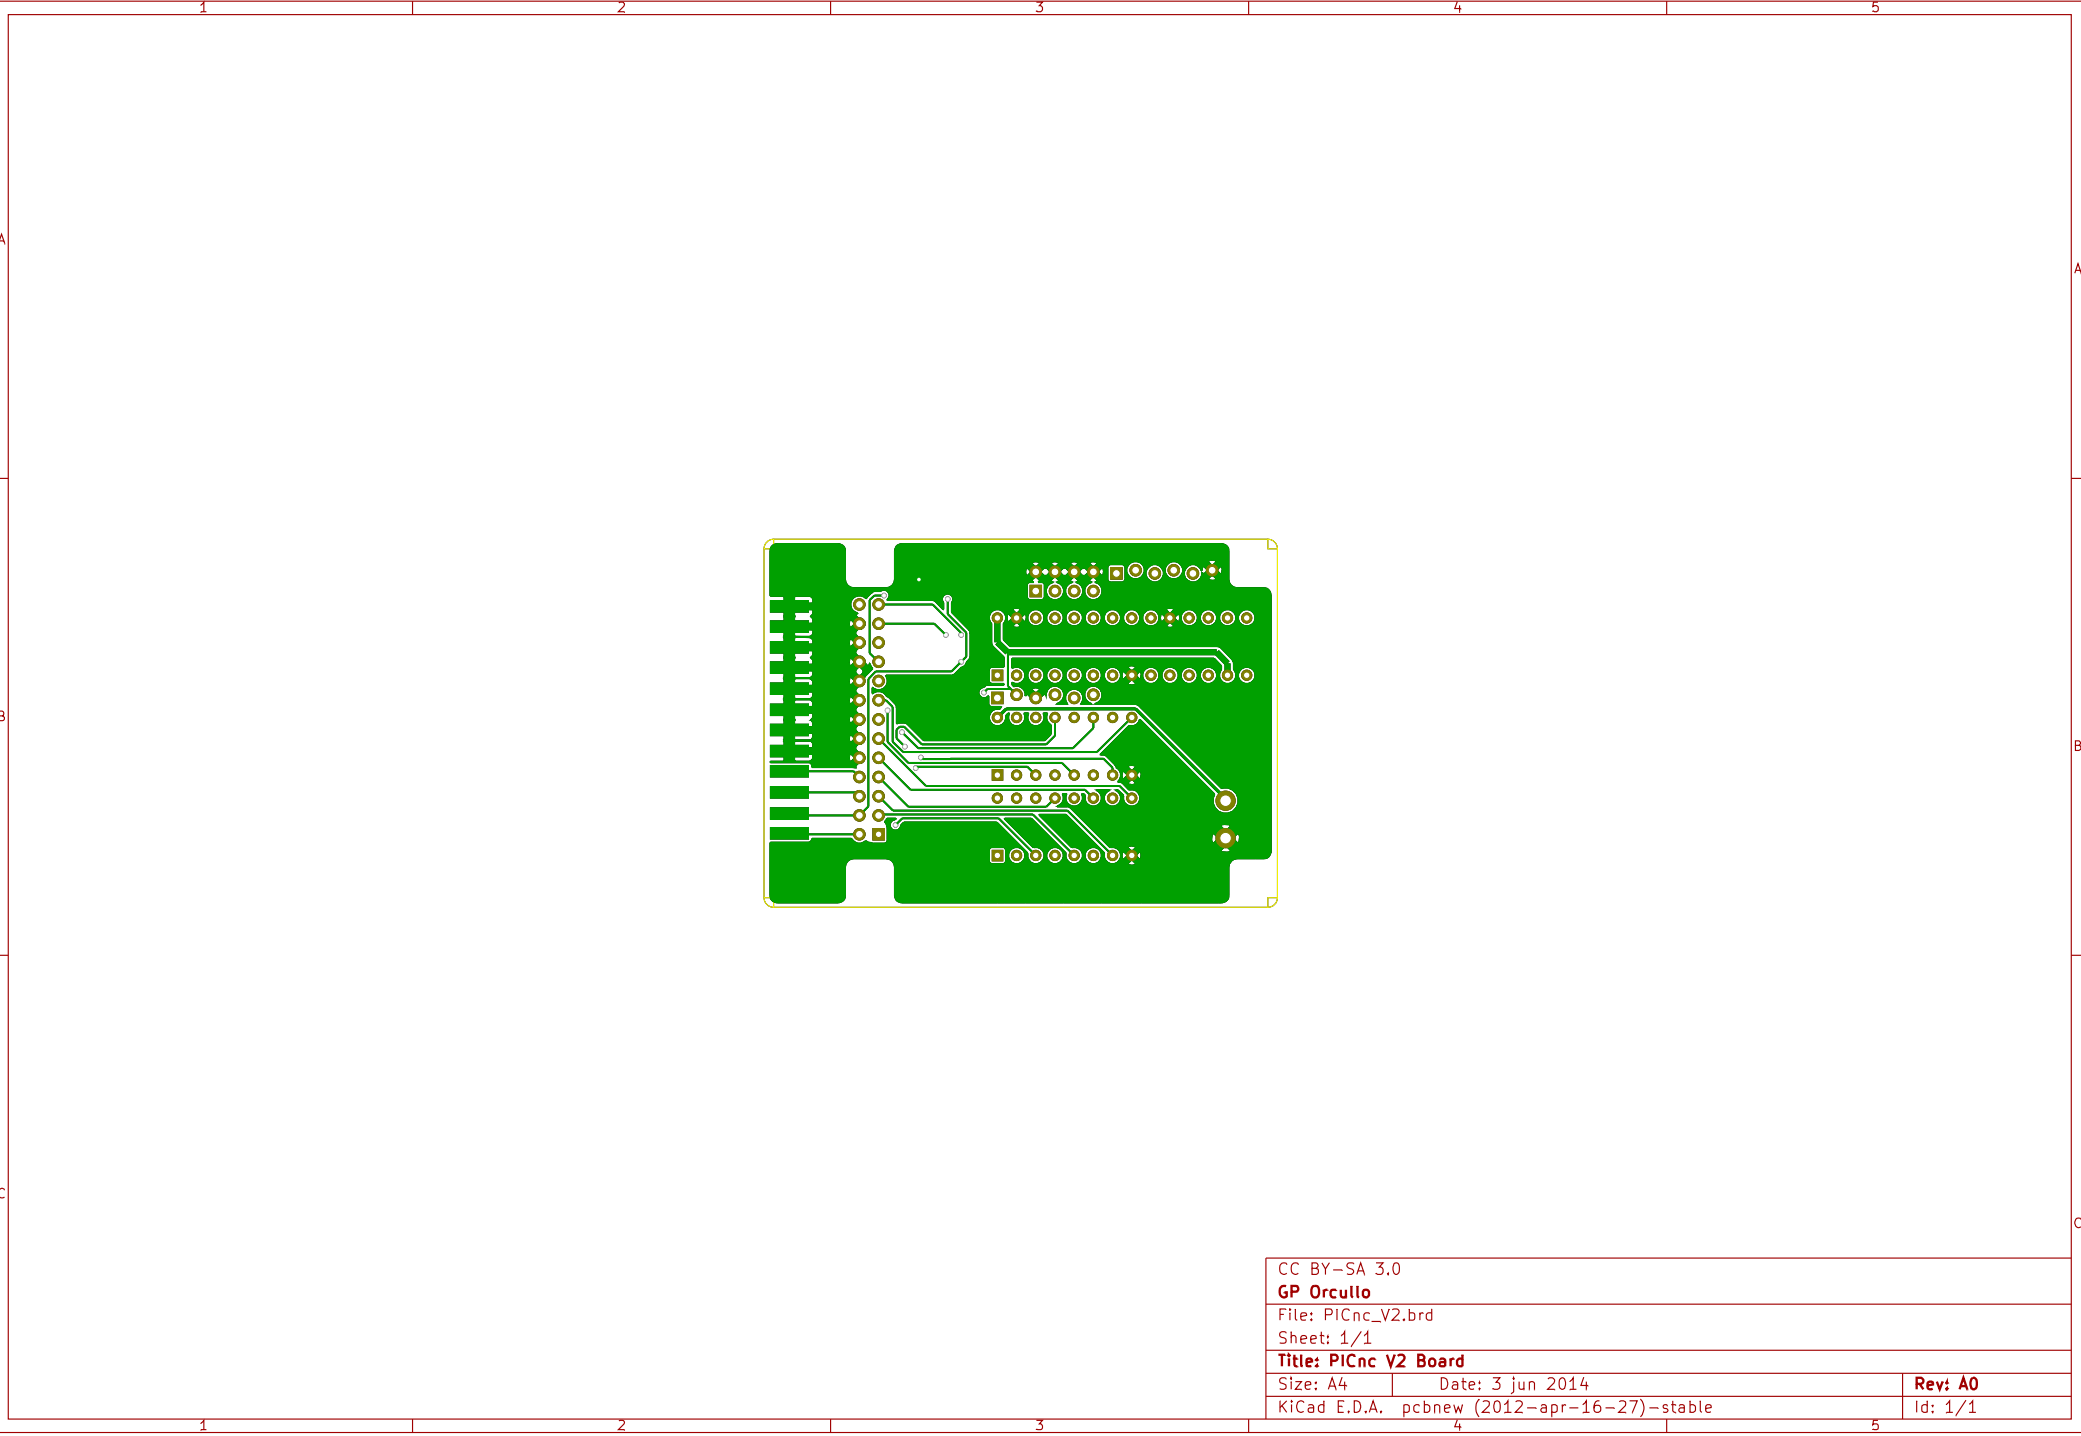 1 2 3 4 5
A
A
B
B
C
C
CC BY-SA 3.0
GP Orcullo
File: PICnc_V2.brd
Sheet: 1/1
Title: PICnc V2 Board
Size: A4 Date: 3 jun 2014 Rev: A0
KiCad E.D.A. pcbnew (2012-apr-16-27)-stable Id: 1/1
1 2 3 4 5